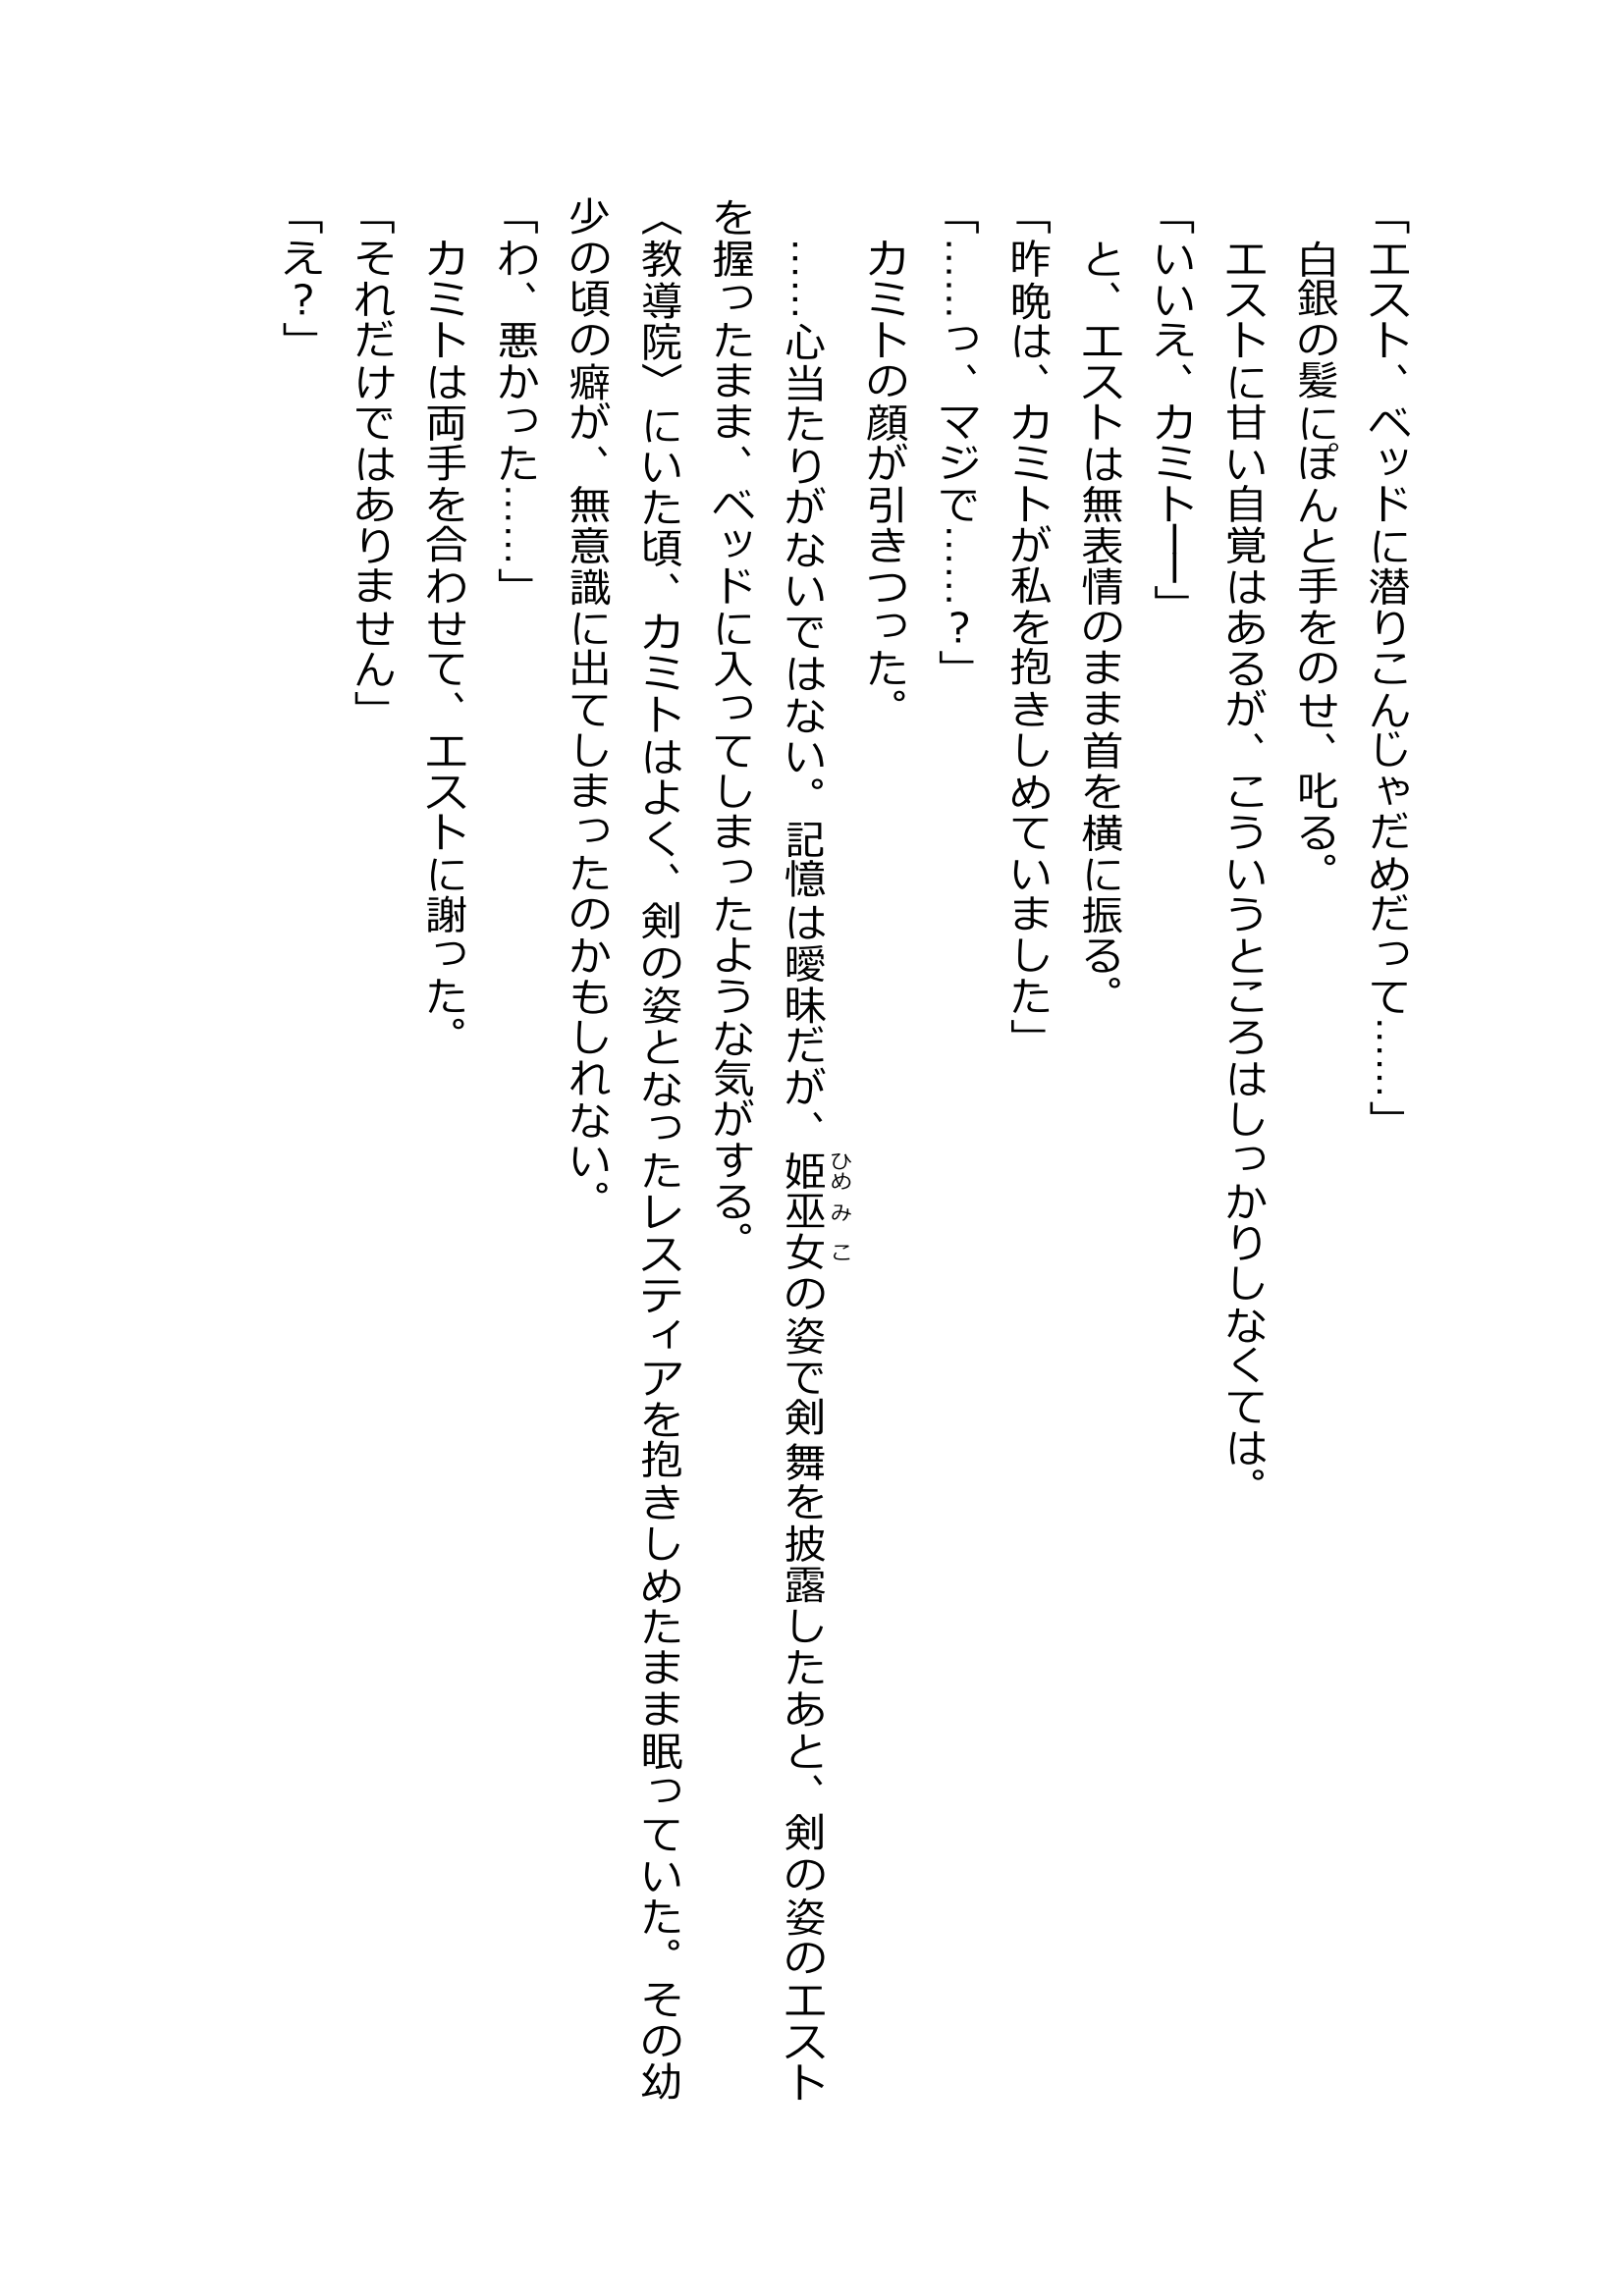 「エスト、ベッドに潜りこんじゃだめだって……」
白銀の髪にぽんと手をのせ、叱る。
エストに甘い自覚はあるが、こういうところはしっかりしなくては。
「いいえ、カミト――」
と、エストは無表情のまま首を横に振る。
「昨晩は、カミトが私を抱きしめていました」
「……っ、マジで……？」
カミトの顔が引きつった。
……心当たりがないではない。記憶は曖昧だが、姫巫女の姿で剣舞を披露したあと、剣の姿のエスト
ひめみこ
を握ったまま、ベッドに入ってしまったような気がする。
〈教導院〉にいた頃、カミトはよく、剣の姿となったレスティアを抱きしめたまま眠っていた。その幼
少の頃の癖が、無意識に出てしまったのかもしれない。
「わ、悪かった……」
カミトは両手を合わせて、エストに謝った。
「それだけではありません」
「え？」